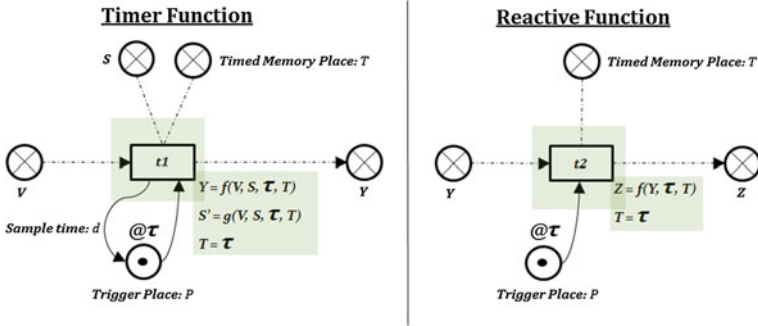 Timer Function
S
Timed Memory Place: T
t1
V
Y
Y = f(V, S, τ, T)
S' = g(V, S, τ, T)
T = τ
Sample time: d
@τ
Trigger Place: P
Reactive Function
Timed Memory Place: T
t2
Y
Z
Z = f(Y, τ, T)
T = τ
@τ
Trigger Place: P